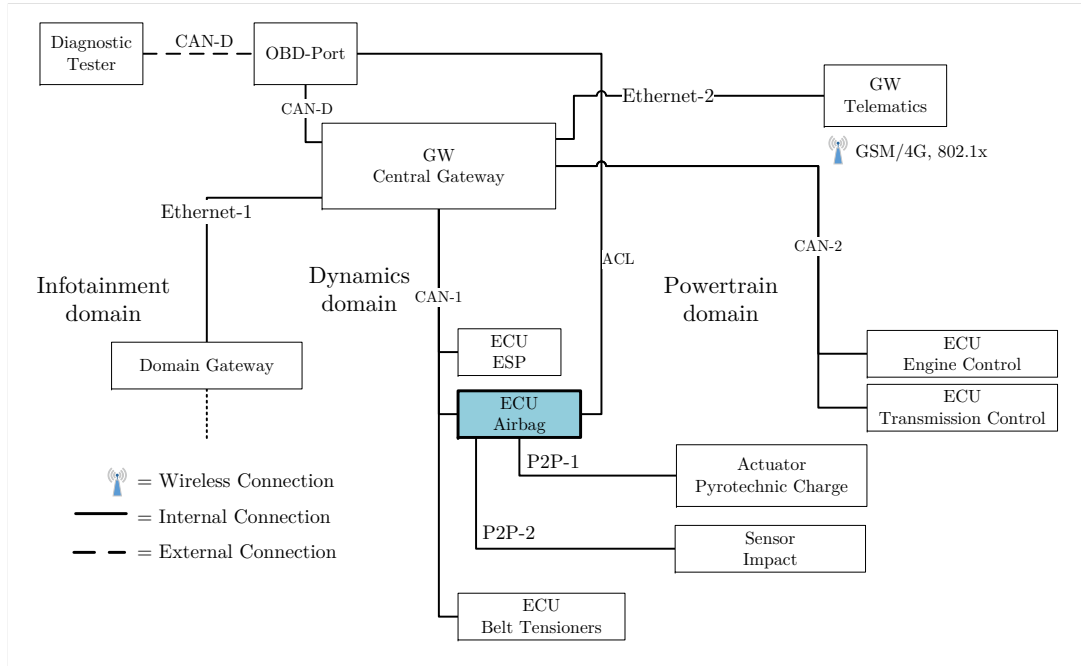 Diagnostic
Tester
CAN-D
OBD-Port
CAN-D
Ethernet-2
GW
Telematics
GSM/4G, 802.1x
GW
Central Gateway
Ethernet-1
CAN-2
ACL
Infotainment
domain
Dynamics
domain
CAN-1
Powertrain
domain
Domain Gateway
ECU
ESP
ECU
Engine Control
ECU
Airbag
ECU
Transmission Control
P2P-1
Actuator
Pyrotechnic Charge
P2P-2
Sensor
Impact
= Wireless Connection
= Internal Connection
= External Connection
ECU
Belt Tensioners